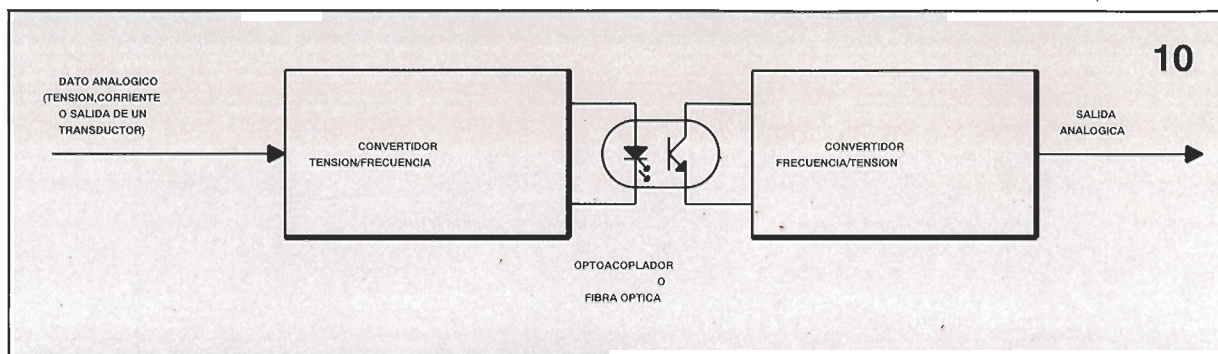 10
DATO ANALOGICO
(TENSION,CORRIENTE
O SALIDA DE UN
TRANSDUCTOR)
CONVERTIDOR
TENSION/FRECUENCIA
CONVERTIDOR
FRECUENCIA/TENSION
SALIDA
ANALOGICA
OPTOACOPLADOR
O
FIBRA OPTICA